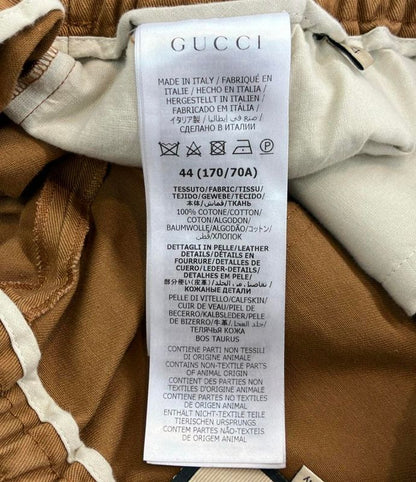 GUCCI
MADE IN ITALY / FABRIQUÉ EN
ITALIE / HECHO EN ITALIA /
HERGESTELLT IN ITALIEN /
FABRICADO EM ITÁLIA /
イタリア製 / صنع في إيطاليا /
СДЕЛАНО В ИТАЛИИ
44 (170/70A)
TESSUTO/FABRIC/TISSU/
TEJIDO/GEWEBE/TECIDO/
本体/قماش/ТКАНЬ
100% COTONE/COTTON/
COTON/ALGODON/
BAUMWOLLE/ALGODÃO/コットン/
قطن/ХЛОПОК
DETTAGLI IN PELLE/LEATHER
DETAILS/DÉTAILS EN
FOURRURE/DETALLES DE
CUERO/LEDER-DETAILS/
DETALHES EM PELE/
部分使い(皮革)/تفاصيل من الجلد/
КОЖАНЫЕ ДЕТАЛИ
PELLE DI VITELLO/CALFSKIN/
CUIR DE VEAU/PIEL DE
BECERRO/KALBSLEDER/PELE
DE BIZERRO/牛革/جلد العجل/
ТЕЛЯЧЬЯ КОЖА
BOS TAURUS
CONTIENE PARTI NON TESSILI
DI ORIGINE ANIMALE
CONTAINS NON-TEXTILE PARTS
OF ANIMAL ORIGIN
CONTIENT DES PARTIES NON
TEXTILES D'ORIGINE ANIMALE
CONTIENE PARTES NO TEXTILES
DE ORIGEN ANIMAL
ENTHÄLT NICHT-TEXTILE TEILE
TIERISCHEN URSPRUNGS
CONTÉM PARTES NÃO TÊXTEIS
DE ORIGEM ANIMAL